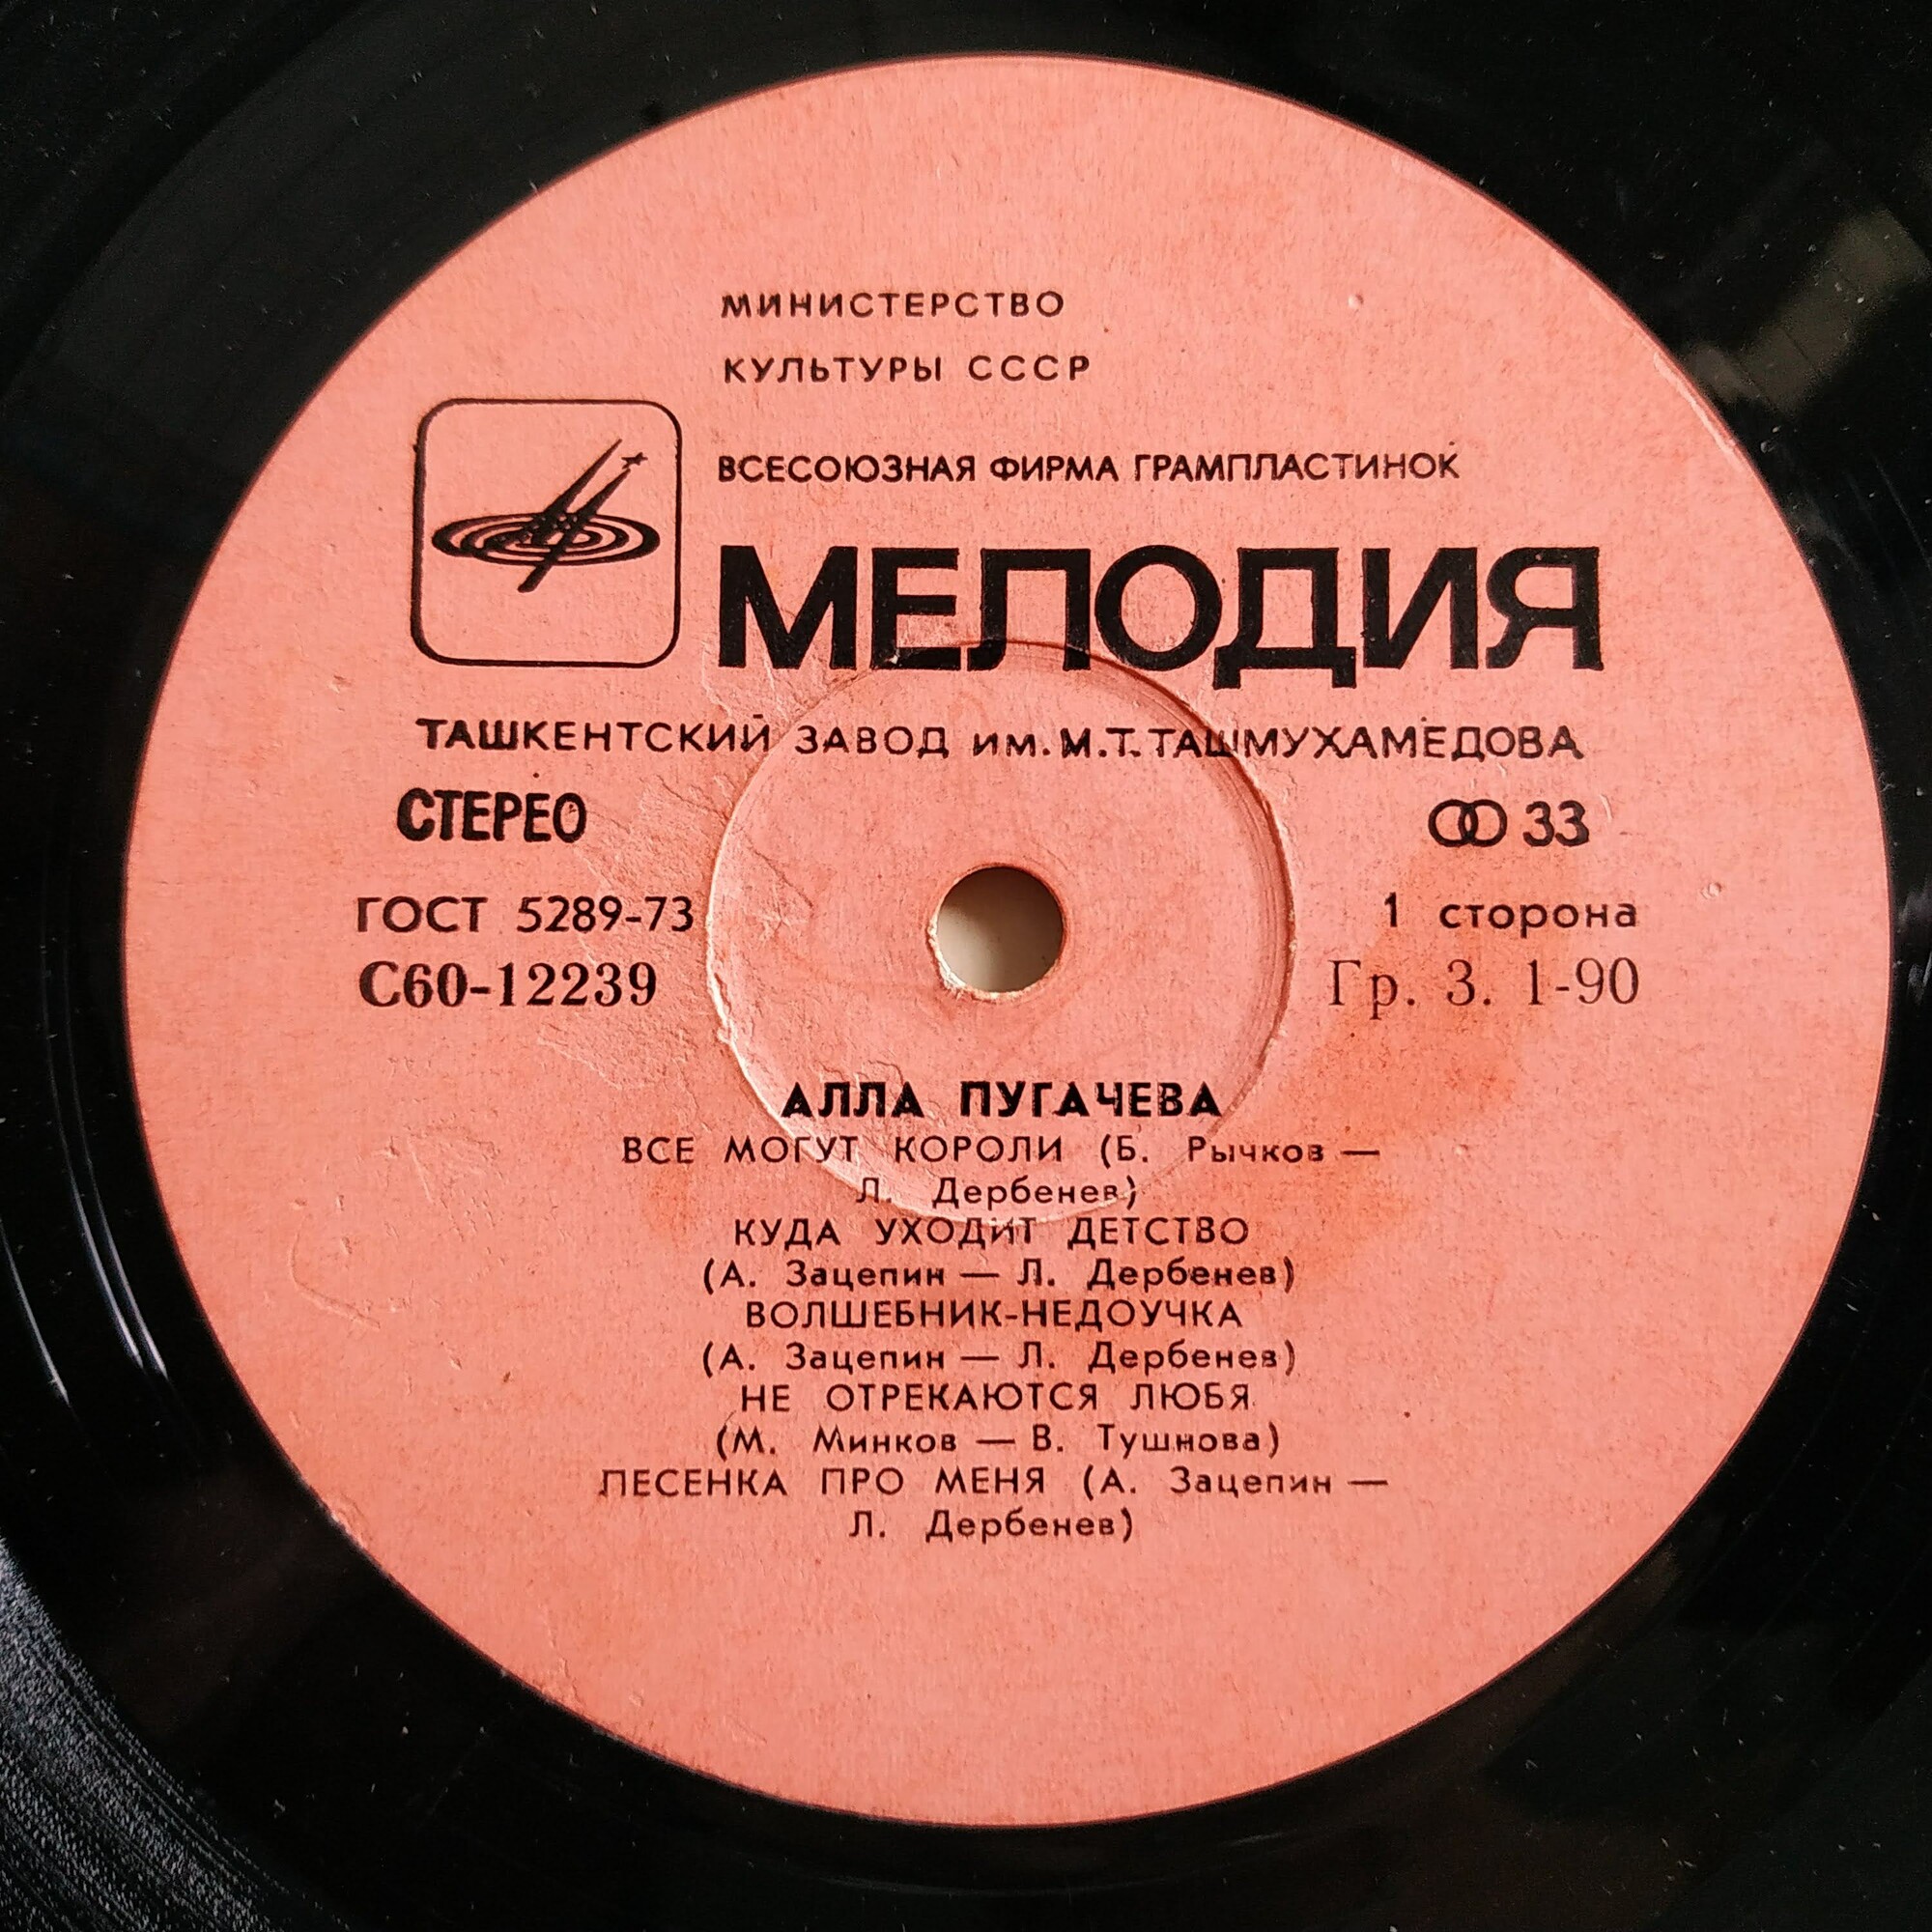 МИНИСТЕРСТВО
КУЛЬТУРЫ СССР
ВСЕСОЮЗНАЯ ФИРМА ГРАМПЛАСТИНОК
МЕЛОДИЯ
ТАШКЕНТСКИЙ ЗАВОД им. М.Т. ТАШМУХАМЕДОВА
СТЕРЕО 33
ГОСТ 5289-73 1 сторона
С60-12239 Гр. 3. 1-90
АЛЛА ПУГАЧЕВА
ВСЕ МОГУТ КОРОЛИ (Б. Рычков —
Л. Дербенев)
КУДА УХОДИТ ДЕТСТВО
(А. Зацепин — Л. Дербенев)
ВОЛШЕБНИК-НЕДОУЧКА
(А. Зацепин — Л. Дербенев)
НЕ ОТРЕКАЮТСЯ ЛЮБЯ
(М. Минков — В. Тушнова)
ПЕСЕНКА ПРО МЕНЯ (А. Зацепин —
Л. Дербенев)